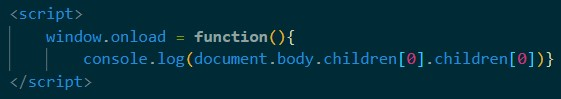 <script>
window.onload = function(){
console.log(document.body.children[0].children[0])}
</script>